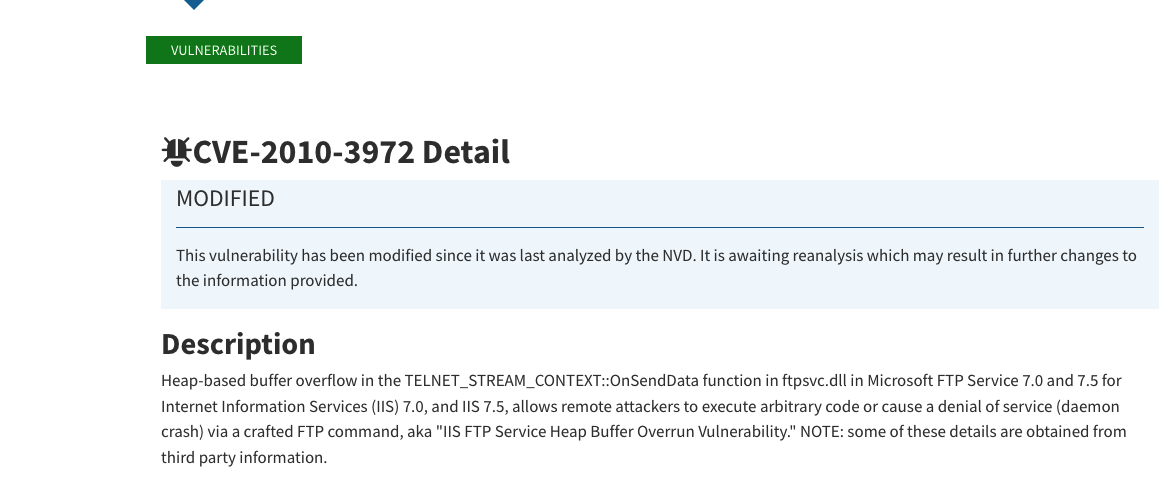 VULNERABILITIES
CVE-2010-3972 Detail
MODIFIED
This vulnerability has been modified since it was last analyzed by the NVD. It is awaiting reanalysis which may result in further changes to
the information provided.
Description
Heap-based buffer overflow in the TELNET_STREAM_CONTEXT::OnSendData function in ftpsvc.dll in Microsoft FTP Service 7.0 and 7.5 for
Internet Information Services (IIS) 7.0, and IIS 7.5, allows remote attackers to execute arbitrary code or cause a denial of service (daemon
crash) via a crafted FTP command, aka "IIS FTP Service Heap Buffer Overrun Vulnerability." NOTE: some of these details are obtained from
third party information.